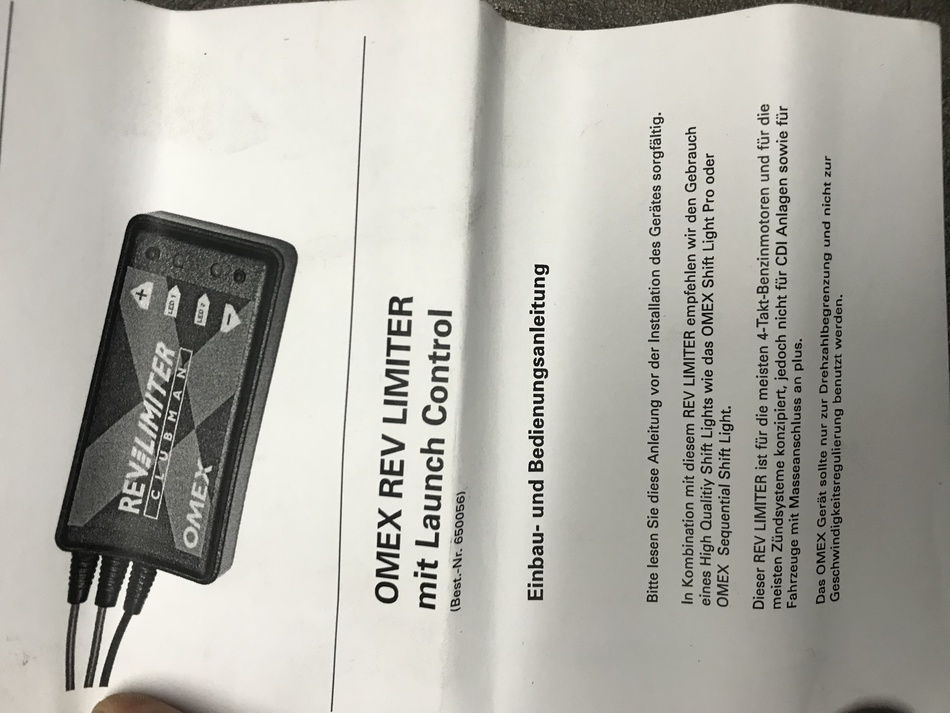 REVELIMITER
CLUBMAN
OMEX
+
LED 1
LED 2
OMEX REV LIMITER
mit Launch Control
(Best.-Nr. 650056)
Einbau- und Bedienungsanleitung
Bitte lesen Sie diese Anleitung vor der Installation des Gerätes sorgfältig.
In Kombination mit diesem REV LIMITER empfehlen wir den Gebrauch
eines High Qualitiy Shift Lights wie das OMEX Shift Light Pro oder
OMEX Sequential Shift Light.
Dieser REV LIMITER ist für die meisten 4-Takt-Benzinmotoren und für die
meisten Zündsysteme konzipiert, jedoch nicht für CDI Anlagen sowie für
Fahrzeuge mit Masseanschluss an plus.
Das OMEX Gerät sollte nur zur Drehzahlbegrenzung und nicht zur
Geschwindigkeitsregulierung benutzt werden.